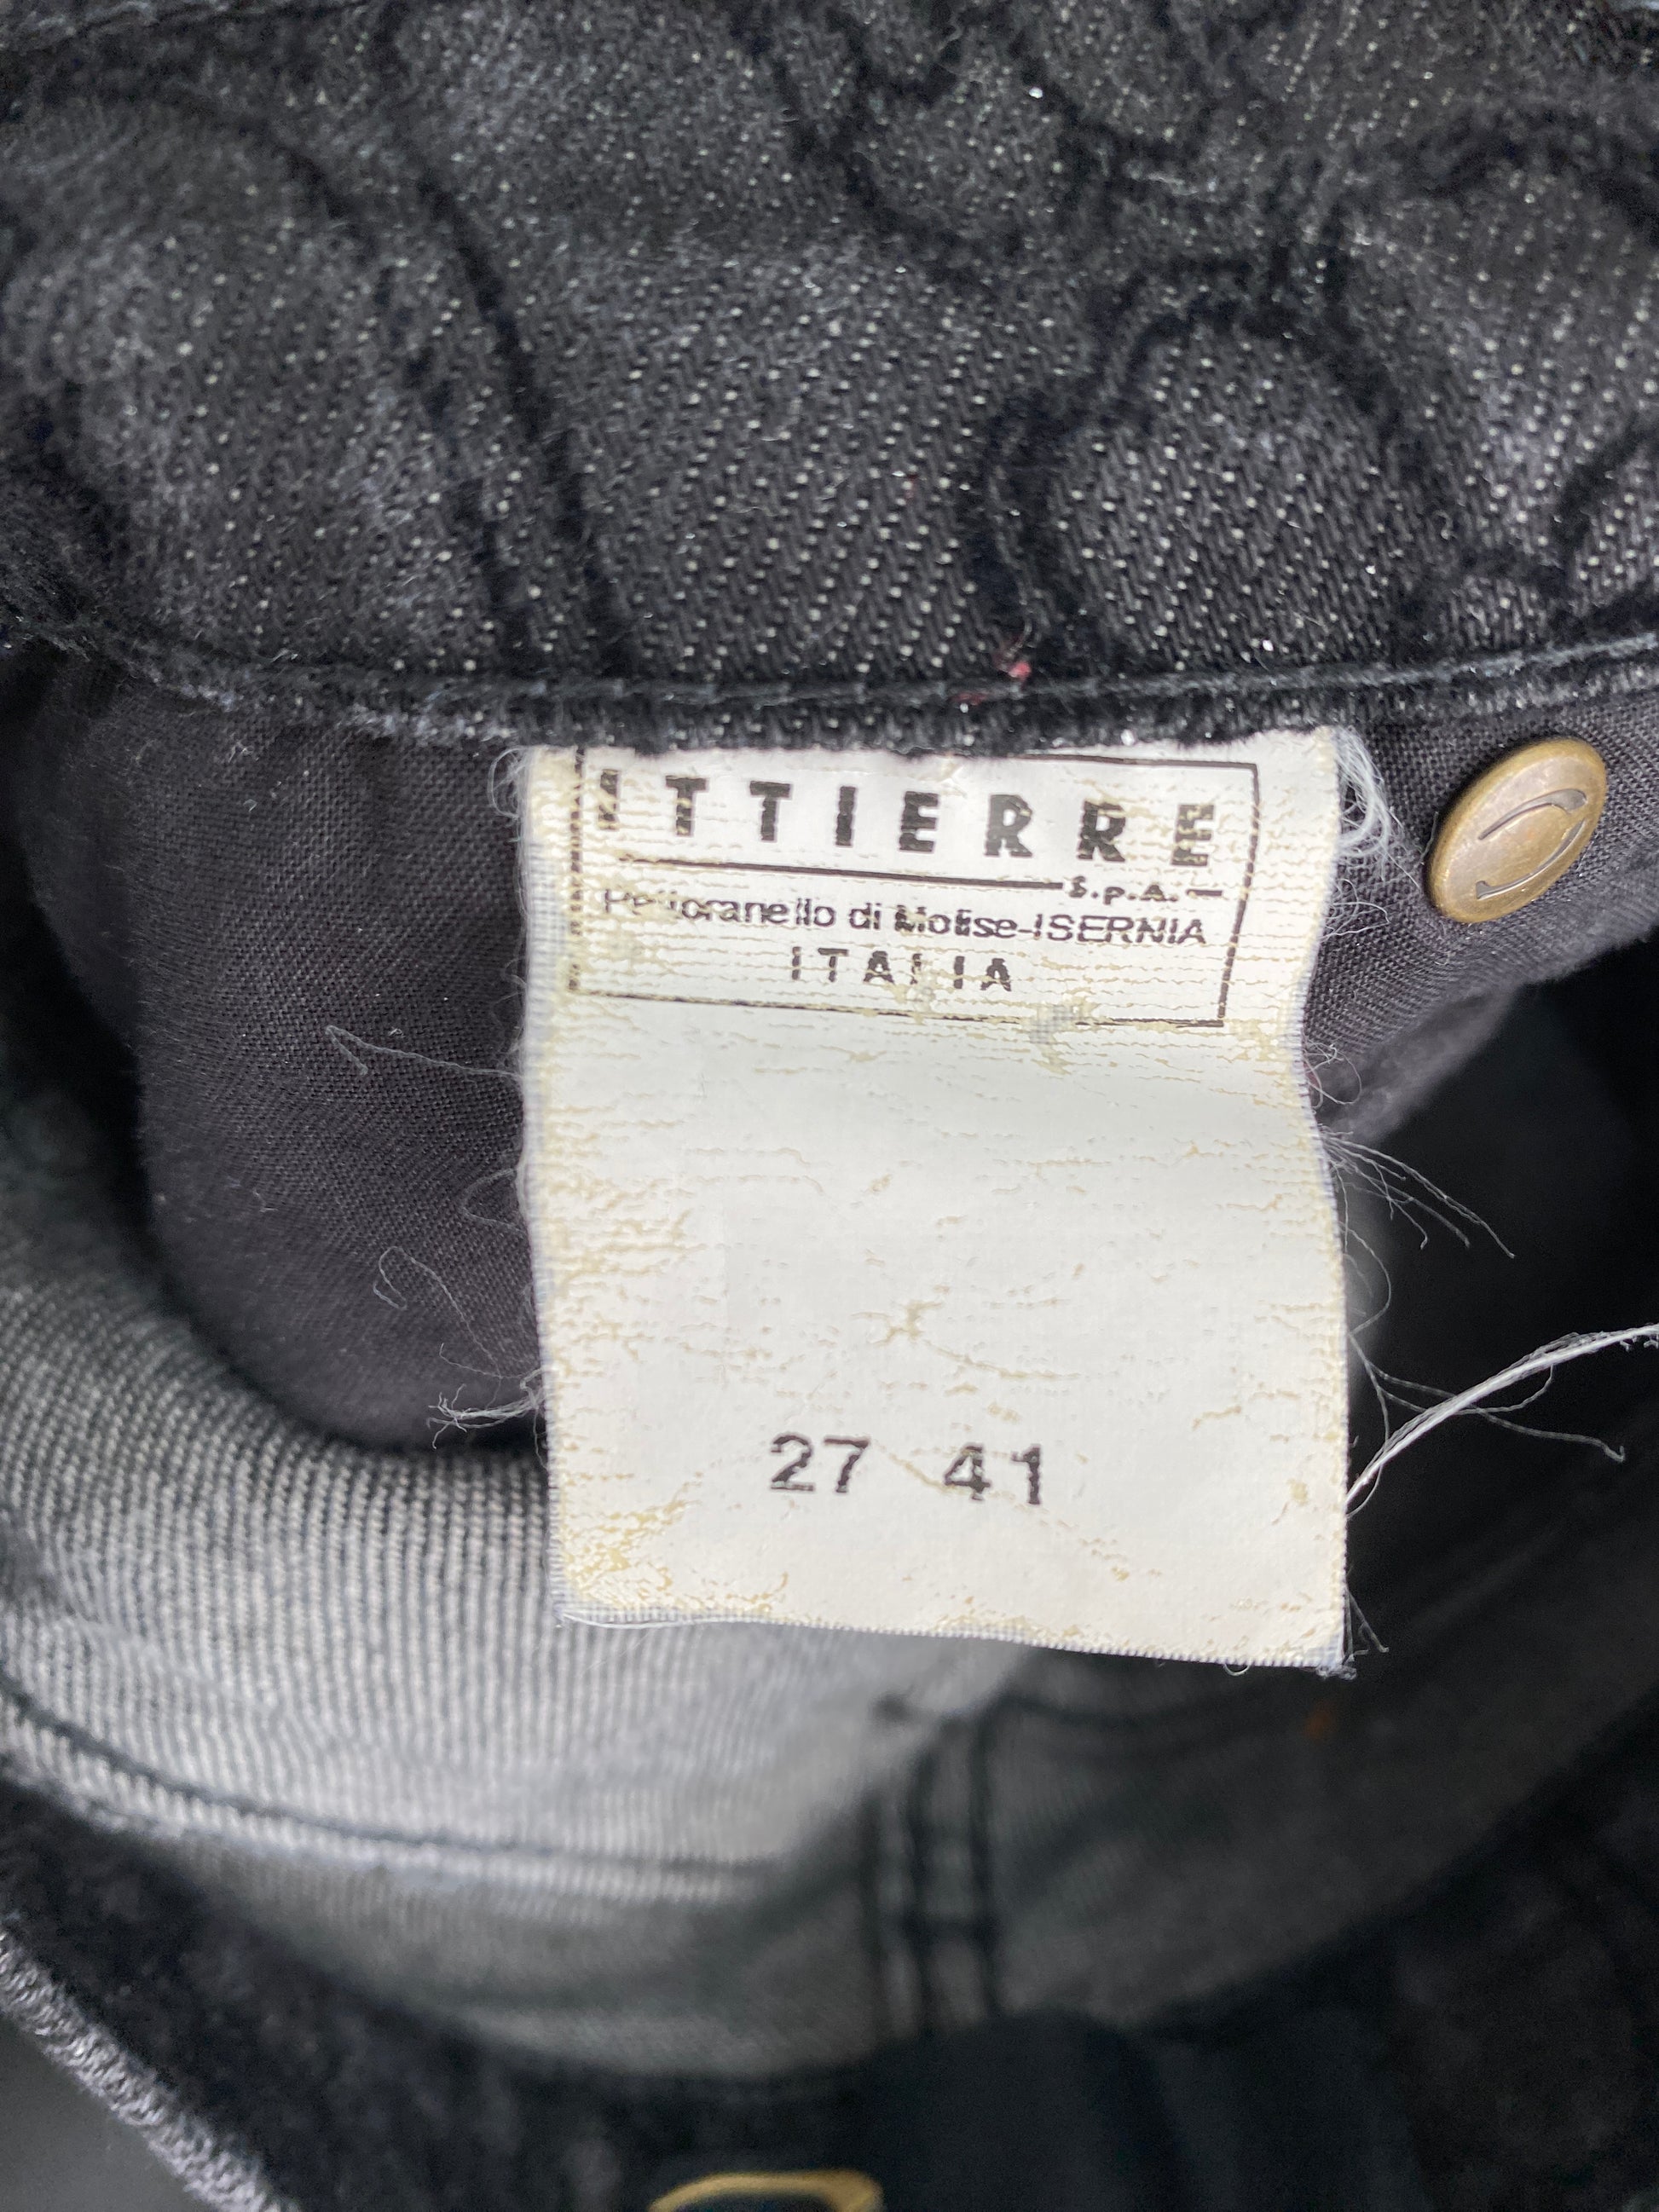 ITTIERRE
S.p.A.
Pettoranello di Molise-ISERNIA
ITALIA
27 41